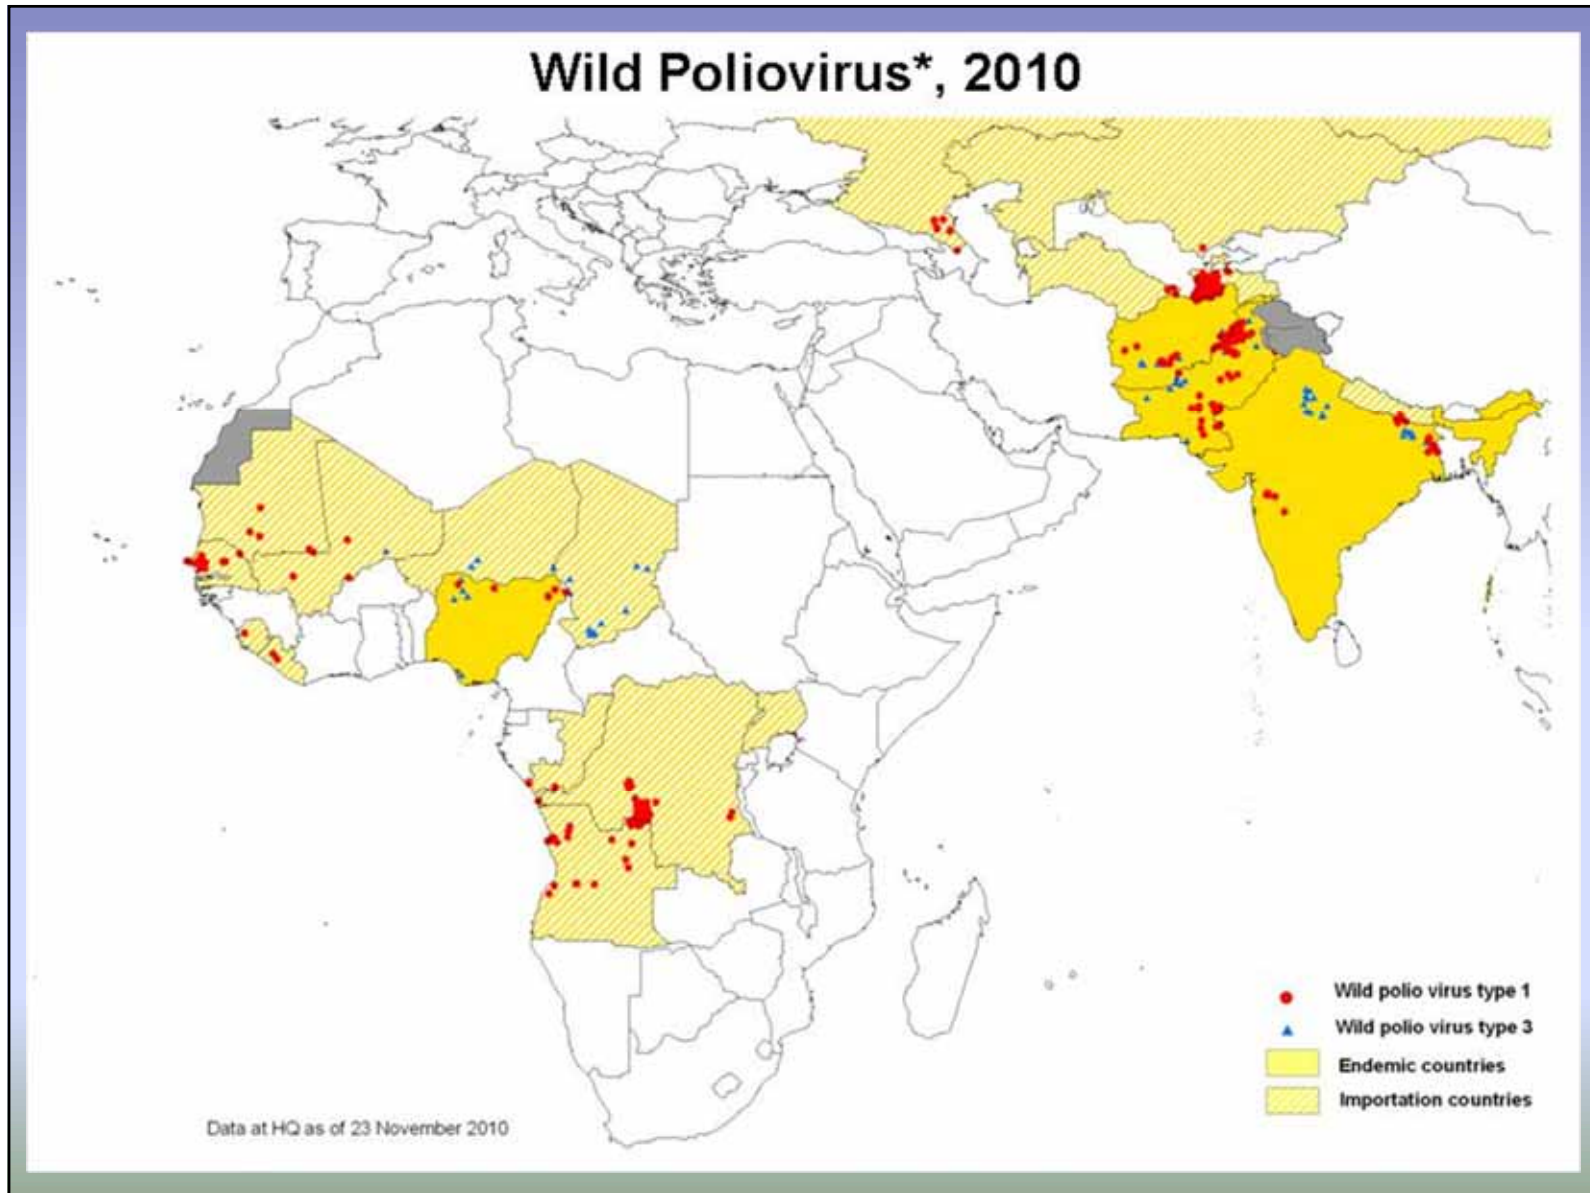 Wild Poliovirus*, 2010
Wild polio virus type 1
Wild polio virus type 3
Endemic countries
Importation countries
Data at HQ as of 23 November 2010